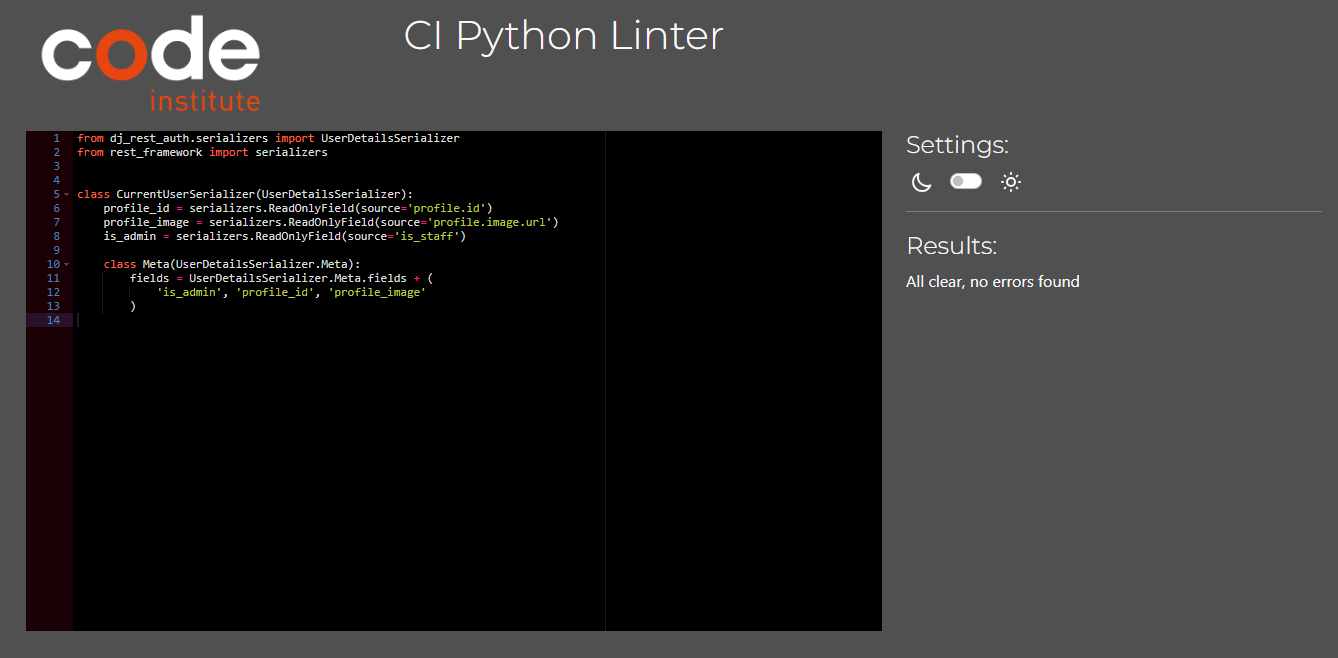 code
institute
CI Python Linter
1 from dj_rest_auth.serializers import UserDetailsSerializer
2 from rest_framework import serializers
3
4
5 class CurrentUserSerializer(UserDetailsSerializer):
6     profile_id = serializers.ReadOnlyField(source='profile.id')
7     profile_image = serializers.ReadOnlyField(source='profile.image.url')
8     is_admin = serializers.ReadOnlyField(source='is_staff')
9
10     class Meta(UserDetailsSerializer.Meta):
11         fields = UserDetailsSerializer.Meta.fields + (
12             'is_admin', 'profile_id', 'profile_image'
13         )
14
Settings:
Results:
All clear, no errors found